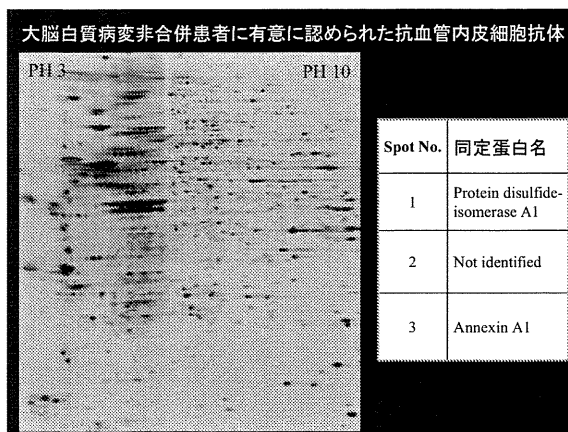 大脳白質病変非合併患者に有意に認められた抗血管内皮細胞抗体
PH 3
PH 10
Spot No.
同定蛋白名
1
Protein disulfide-
isomerase A1
2
Not identified
3
Annexin A1